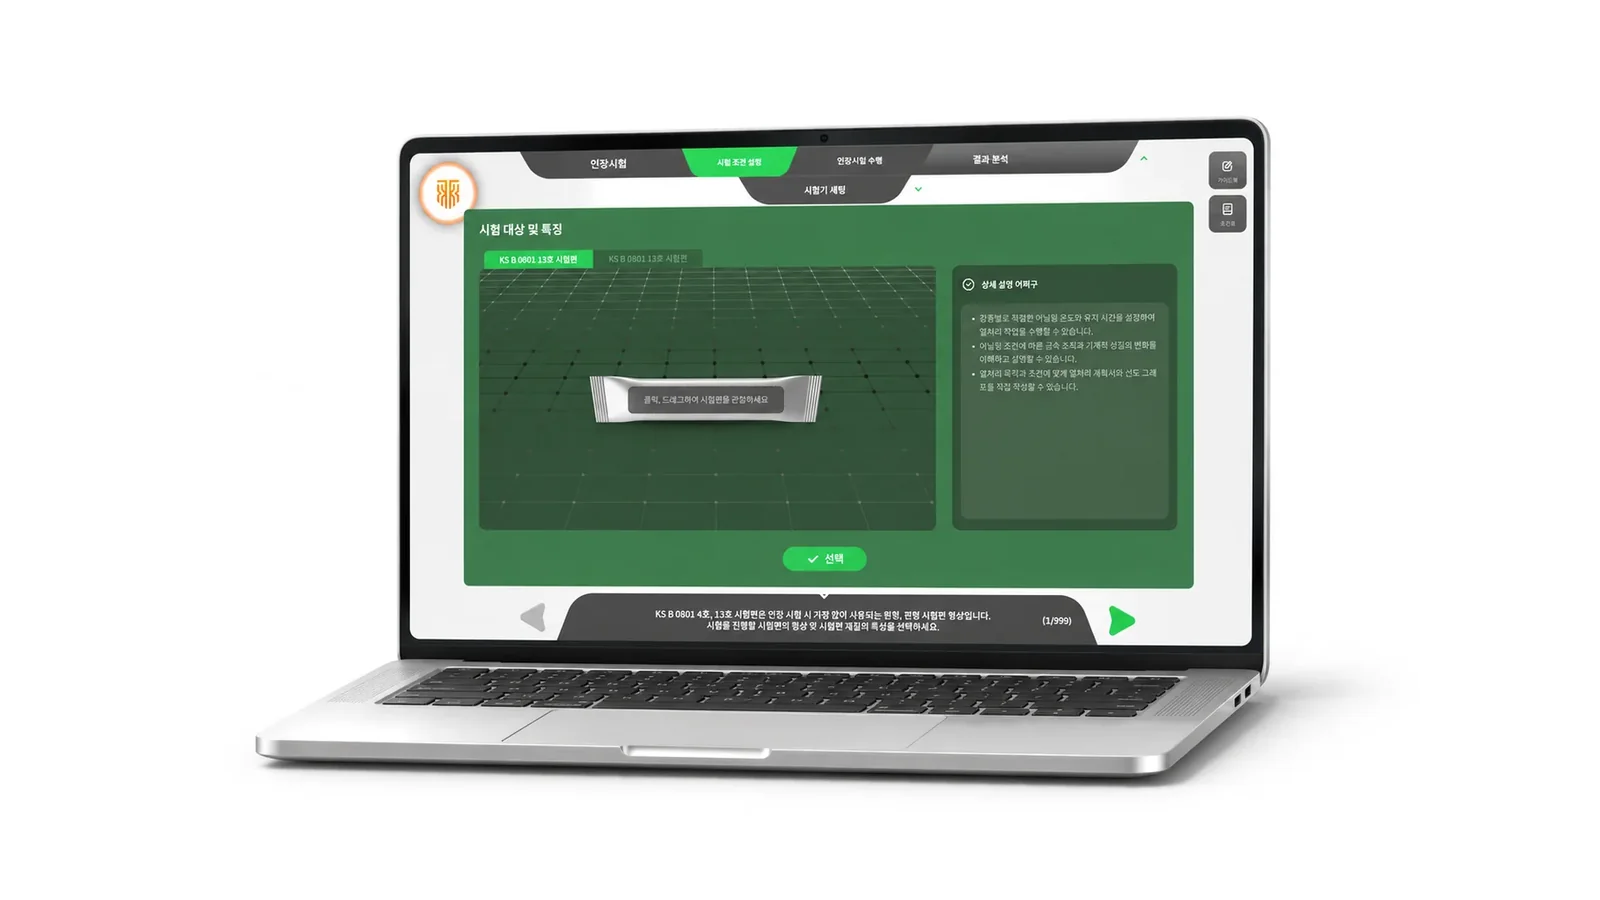 인장시험
시험 조건 설정
인장시험 수행
결과 분석
시험기 세팅
가이드북
조건표
시험 대상 및 특징
KS B 0801 13호 시험편
KS B 0801 13호 시험편
클릭, 드래그하여 시험편을 관찰하세요
상세 설명 어쩌구
• 강종별로 적절한 어닐링 온도와 유지 시간을 설정하여
열처리 작업을 수행할 수 있습니다.
• 어닐링 조건에 따른 금속 조직과 기계적 성질의 변화를
이해하고 설명할 수 있습니다.
• 열처리 목적과 조건에 맞게 열처리 계획서와 선도 그래
프를 직접 작성할 수 있습니다.
선택
KS B 0801 4호, 13호 시험편은 인장 시험 시 가장 많이 사용되는 원형, 판형 시험편 형상입니다.
시험을 진행할 시험편의 형상 및 시험편 재질의 특성을 선택하세요.
(1/999)